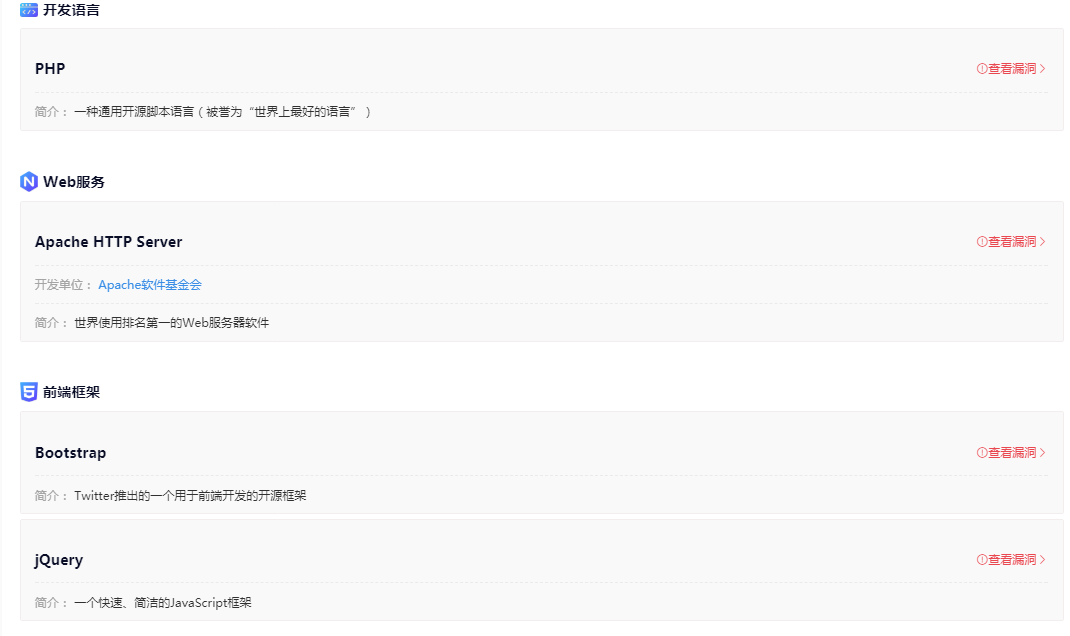 开发语言
PHP
查看漏洞
简介： 一种通用开源脚本语言（被誉为“世界上最好的语言”）
Web服务
Apache HTTP Server
查看漏洞
开发单位： Apache软件基金会
简介： 世界使用排名第一的Web服务器软件
前端框架
Bootstrap
查看漏洞
简介： Twitter推出的一个用于前端开发的开源框架
jQuery
查看漏洞
简介： 一个快速、简洁的JavaScript框架